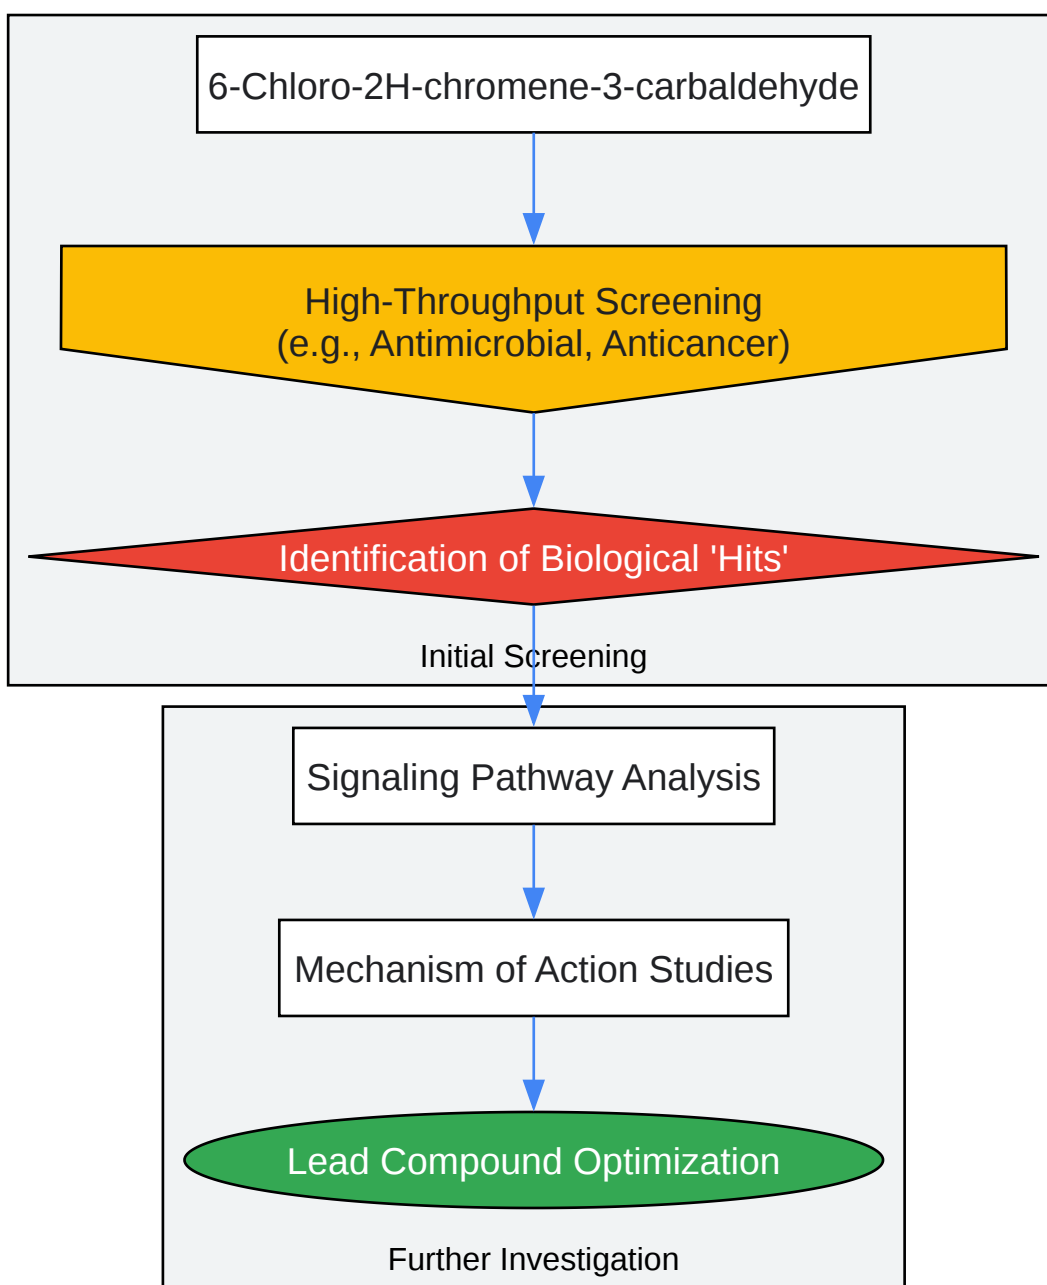 6-Chloro-2H-chromene-3-carbaldehyde
High-Throughput Screening
(e.g., Antimicrobial, Anticancer)
Identification of Biological 'Hits'
Initial Screening
Signaling Pathway Analysis
Mechanism of Action Studies
Lead Compound Optimization
Further Investigation